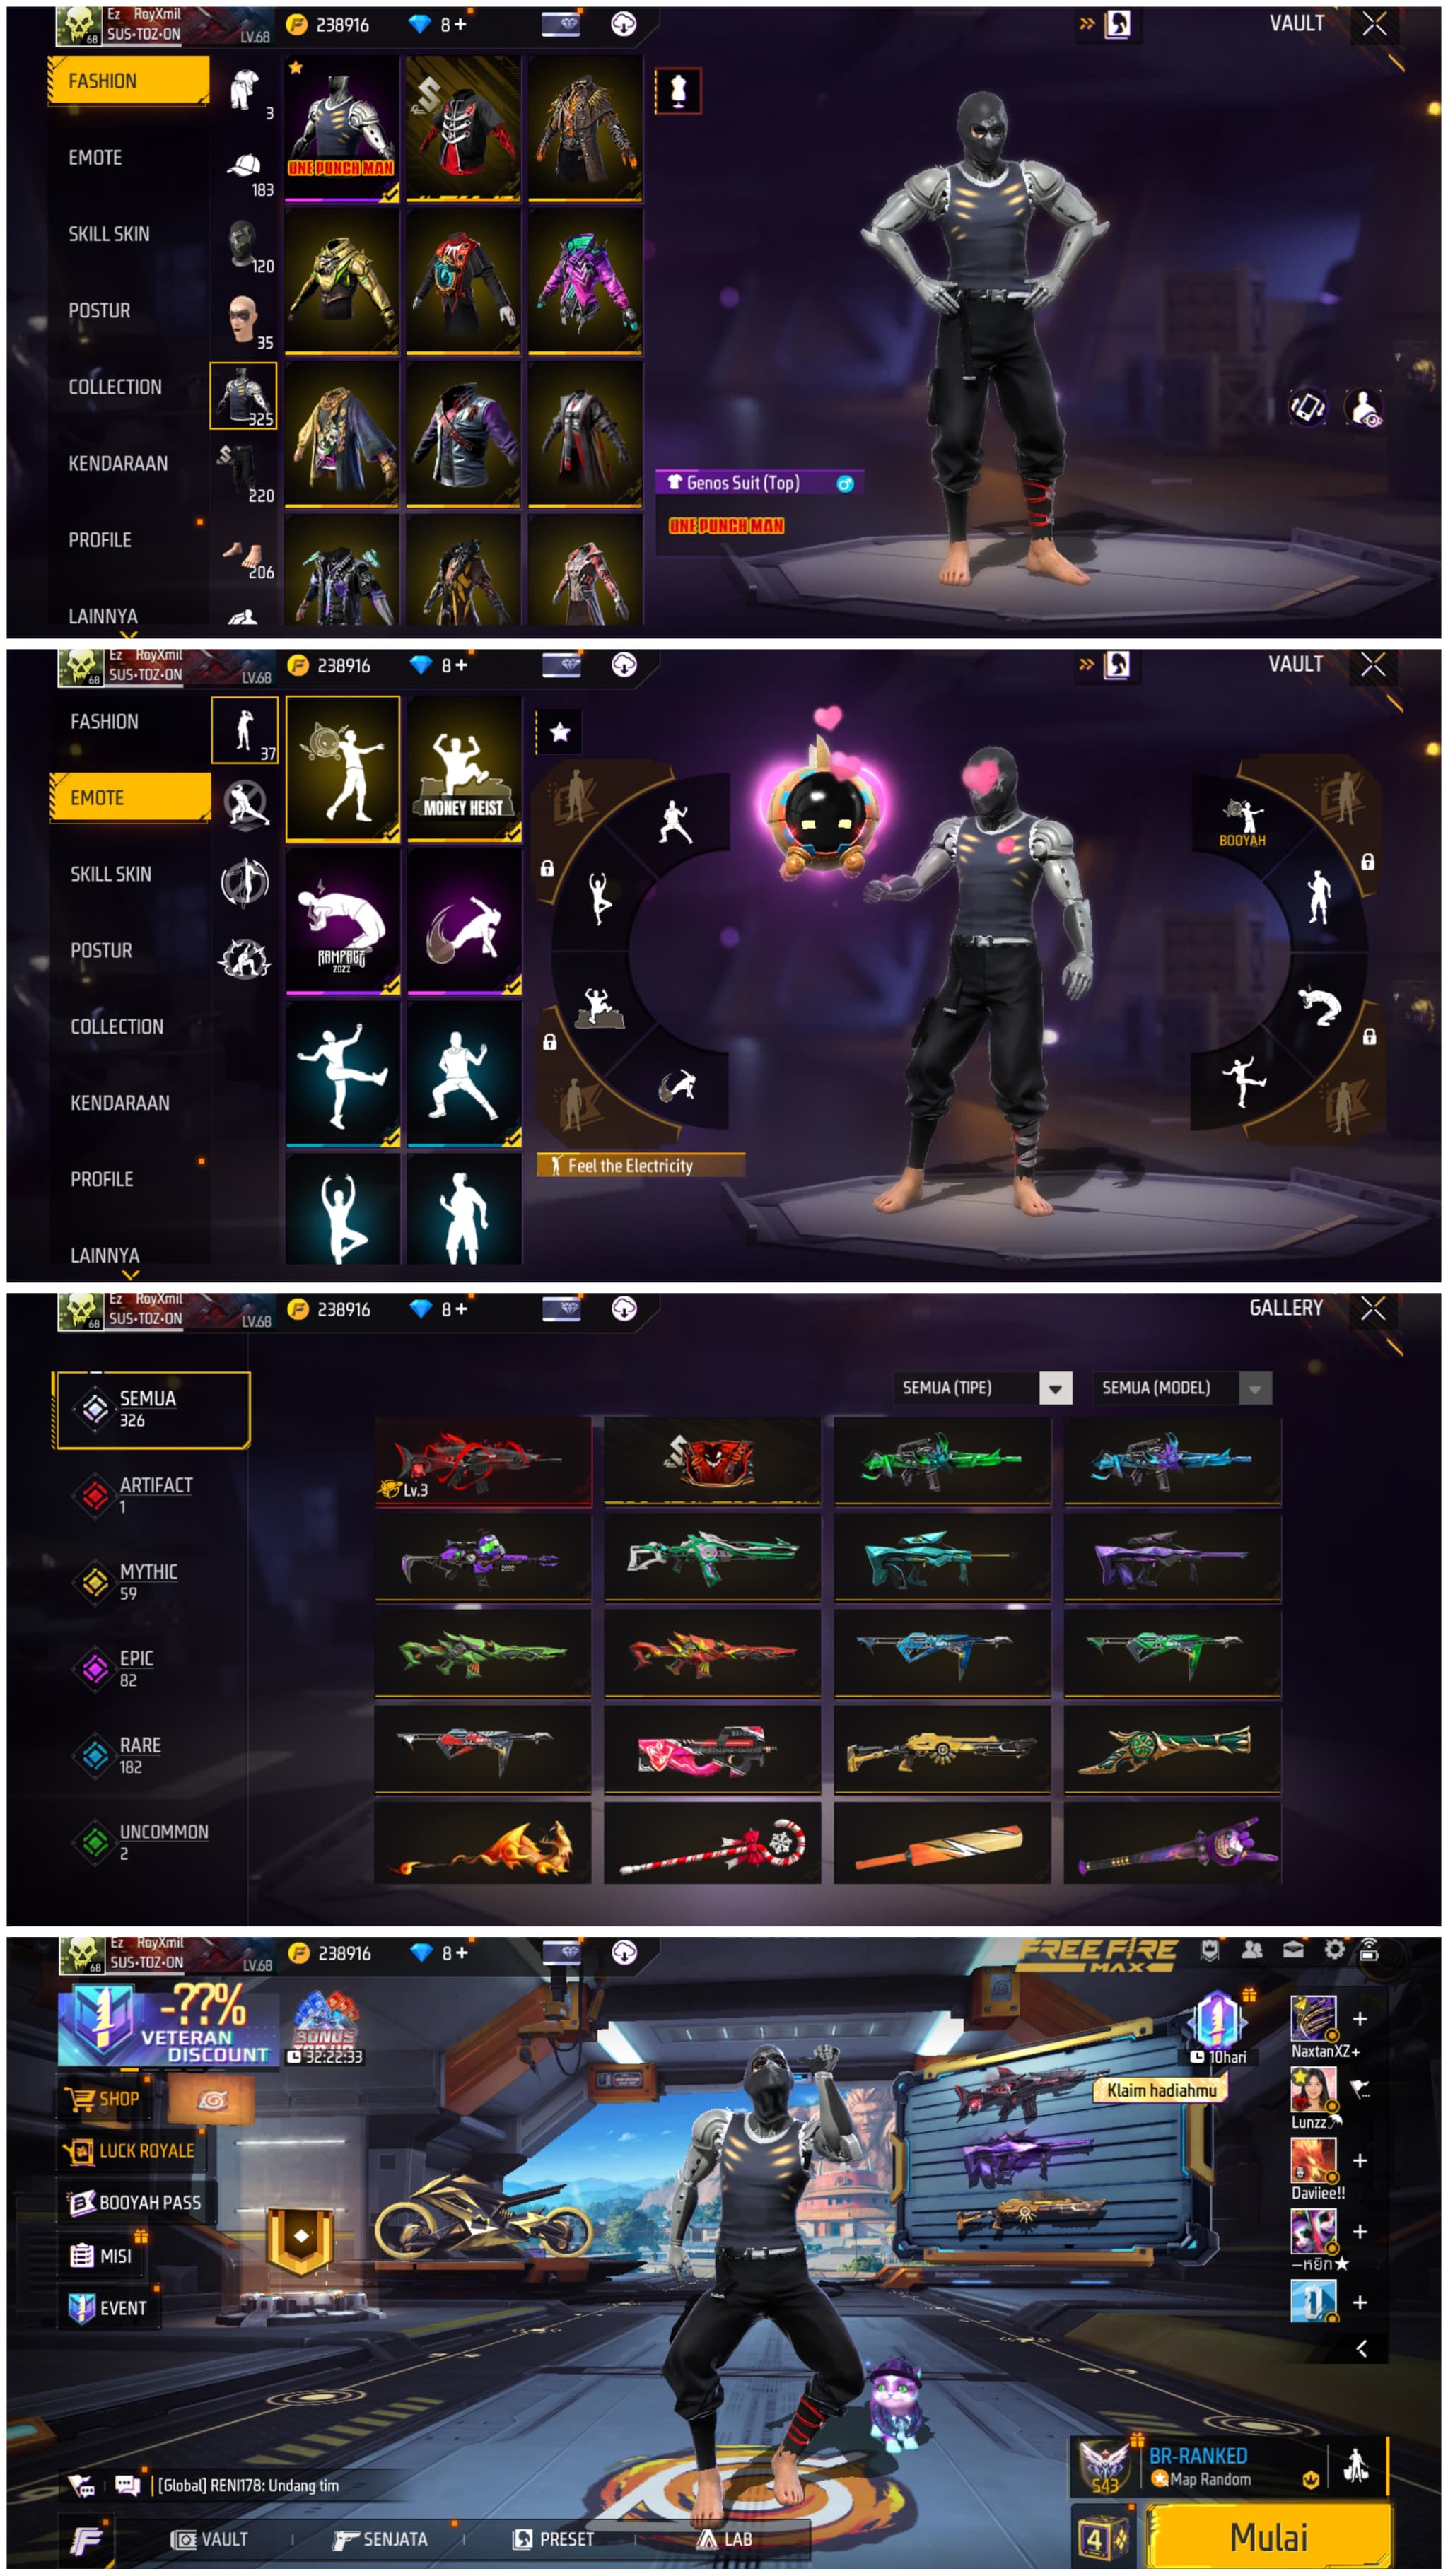 Ez RoyXmil
SUS•TOZ•ON
68
LV.68
238916
8 +
VAULT
FASHION
EMOTE
SKILL SKIN
POSTUR
COLLECTION
KENDARAAN
PROFILE
LAINNYA
3
183
120
35
325
220
206
ONE PUNCH MAN
Genos Suit (Top)
ONE PUNCH MAN
Ez RoyXmil
SUS•TOZ•ON
68
LV.68
238916
8 +
VAULT
FASHION
EMOTE
SKILL SKIN
POSTUR
COLLECTION
KENDARAAN
PROFILE
LAINNYA
37
MONEY HEIST
RAMPAGE
2022
BOOYAH
Feel the Electricity
Ez RoyXmil
SUS•TOZ•ON
68
LV.68
238916
8 +
GALLERY
SEMUA
326
ARTIFACT
1
MYTHIC
59
EPIC
82
RARE
182
UNCOMMON
2
SEMUA (TIPE)
SEMUA (MODEL)
Lv.3
Ez RoyXmil
SUS•TOZ•ON
68
LV.68
238916
8 +
FREE FIRE
MAX
-??%
VETERAN
DISCOUNT
BONUS
32:22:33
SHOP
LUCK ROYALE
BOOYAH PASS
MISI
EVENT
10hari
Klaim hadiahmu
NaxtanXZ+
Lunzz
Daviiee!!
—หยิก★
[Global] RENI178: Undang tim
VAULT
SENJATA
PRESET
LAB
S43
BR-RANKED
Map Random
4
Mulai